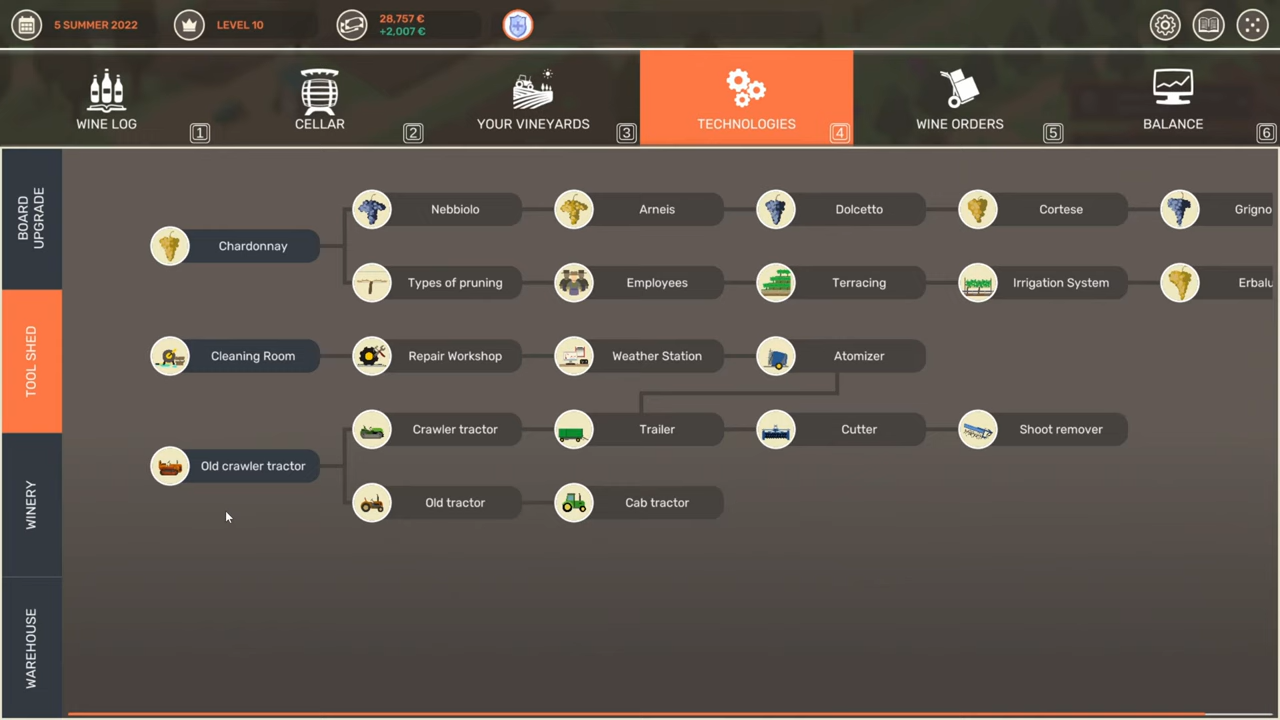 5 SUMMER 2022
LEVEL 10
28,757 €
+2,007 €
WINE LOG
1
CELLAR
2
YOUR VINEYARDS
3
TECHNOLOGIES
4
WINE ORDERS
5
BALANCE
6
BOARD
UPGRADE
TOOL SHED
WINERY
WAREHOUSE
Nebbiolo
Arneis
Dolcetto
Cortese
Grigno
Chardonnay
Types of pruning
Employees
Terracing
Irrigation System
Erbalu
Cleaning Room
Repair Workshop
Weather Station
Atomizer
Crawler tractor
Trailer
Cutter
Shoot remover
Old crawler tractor
Old tractor
Cab tractor